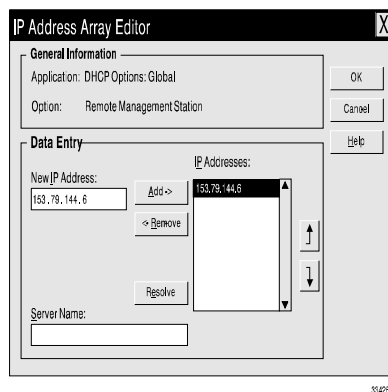 IP Address Array Editor
X
General Information
Application: DHCP Options: Global
Option: Remote Management Station
OK
Cancel
Help
Data Entry
New IP Address:
153.79.144.6
Add ->
<- Remove
Resolve
IP Addresses:
153.79.144.6
Server Name: